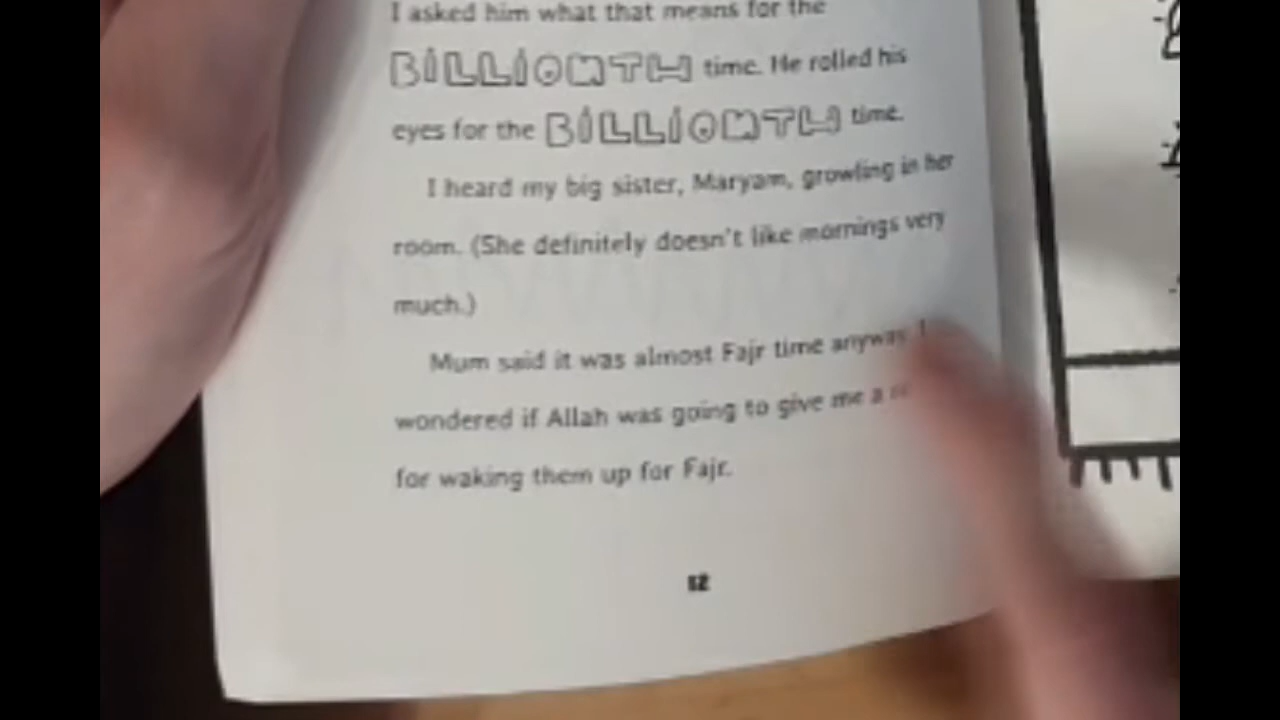 I asked him what that means for the
BILLIONTH time. He rolled his
eyes for the BILLIONTH time.
I heard my big sister, Maryam, growling in her
room. (She definitely doesn't like mornings very
much.)
Mum said it was almost Fajr time anyway. I
wondered if Allah was going to give me a
for waking them up for Fajr.
12